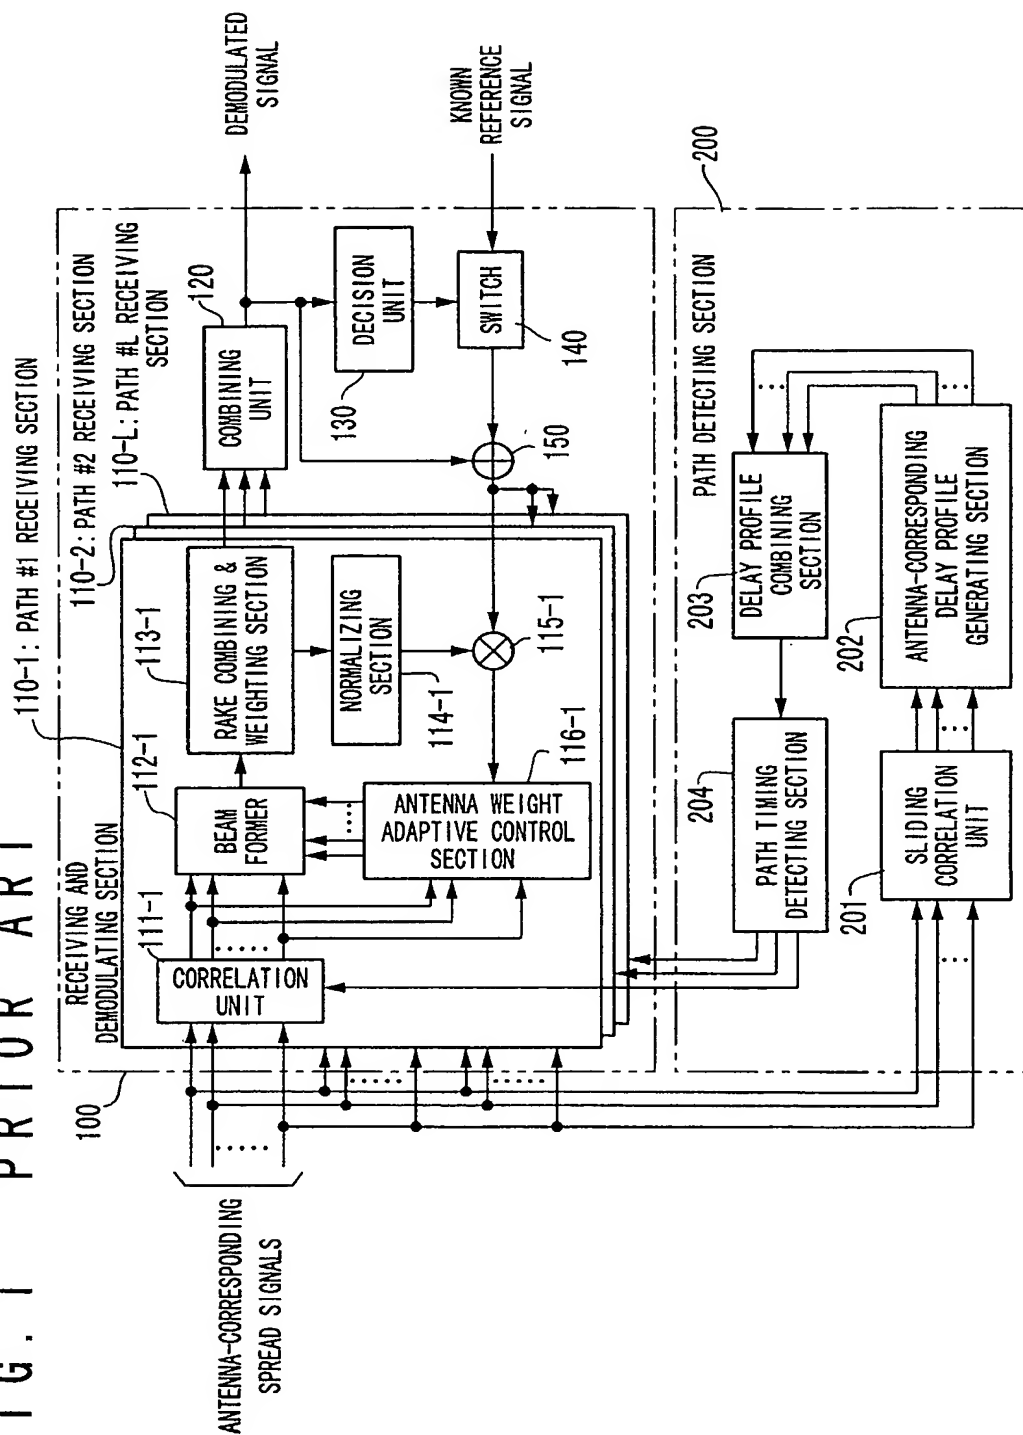 IG. 1 PRIOR ART
110-1: PATH #1 RECEIVING SECTION
110-2: PATH #2 RECEIVING SECTION
110-L: PATH #L RECEIVING
SECTION
RECEIVING AND
DEMODULATING SECTION
100
ANTENNA-CORRESPONDING
SPREAD SIGNALS
111-1
CORRELATION
UNIT
112-1
BEAM
FORMER
113-1
RAKE COMBINING &
WEIGHTING SECTION
NORMALIZING
SECTION
114-1
115-1
ANTENNA WEIGHT
ADAPTIVE CONTROL
SECTION
116-1
120
COMBINING
UNIT
DEMODULATED
SIGNAL
DECISION
UNIT
130
KNOWN
REFERENCE
SIGNAL
SWITCH
140
150
PATH DETECTING SECTION
200
204
PATH TIMING
DETECTING SECTION
203
DELAY PROFILE
COMBINING
SECTION
201
SLIDING
CORRELATION
UNIT
202
ANTENNA-CORRESPONDING
DELAY PROFILE
GENERATING SECTION